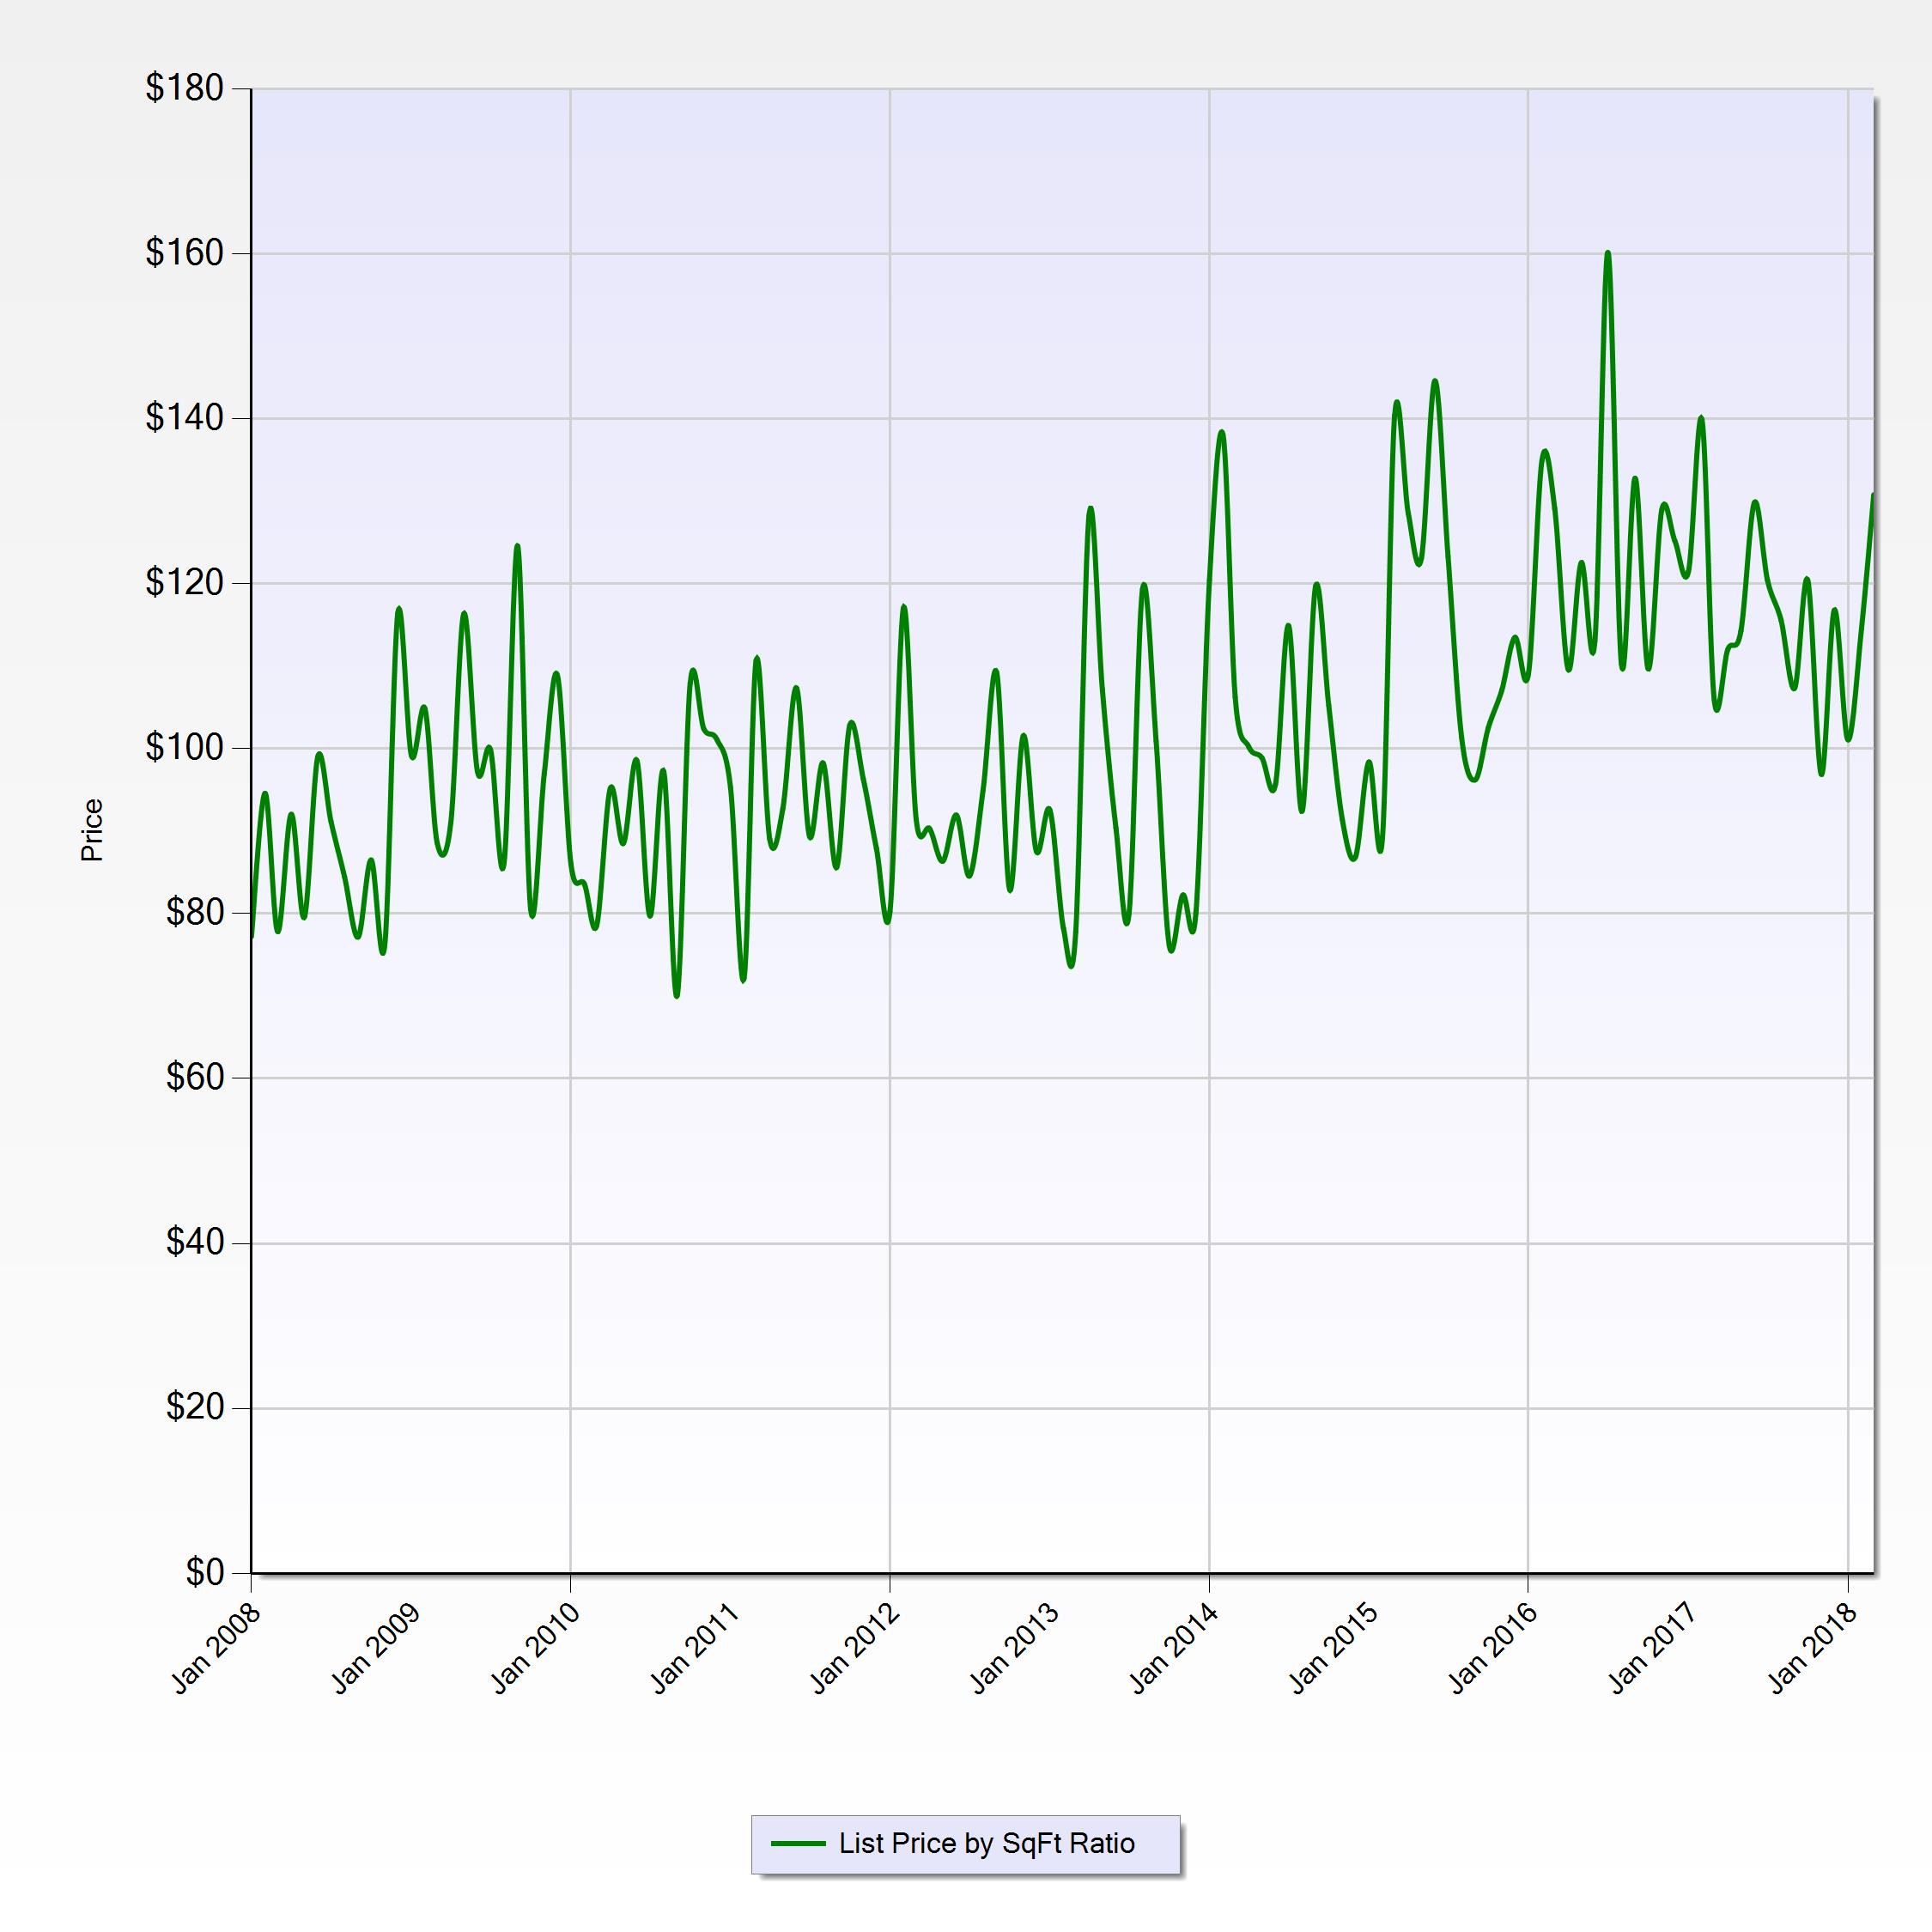 $180
$160
$140
$120
$100
$80
$60
$40
$20
$0
Price
Jan 2008
Jan 2009
Jan 2010
Jan 2011
Jan 2012
Jan 2013
Jan 2014
Jan 2015
Jan 2016
Jan 2017
Jan 2018
List Price by SqFt Ratio